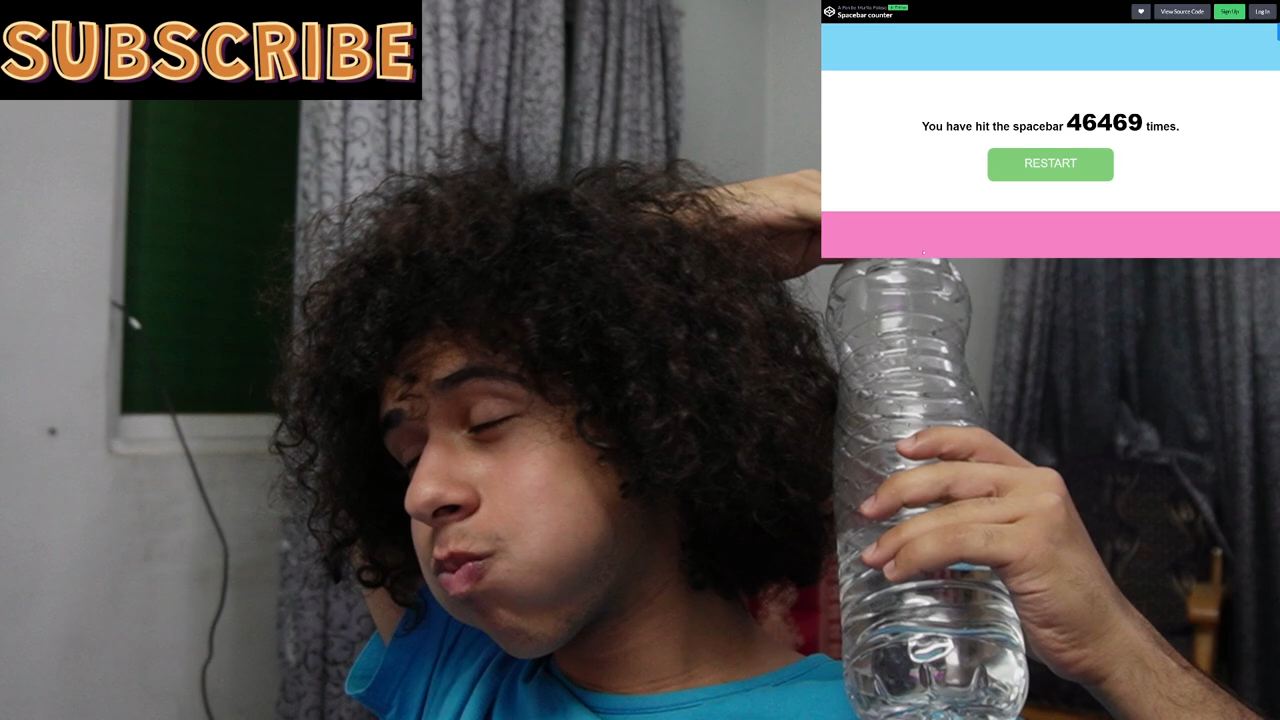 SUBSCRIBE
Spacebar counter
View Source Code
Sign Up
Log In
You have hit the spacebar 46469 times.
RESTART